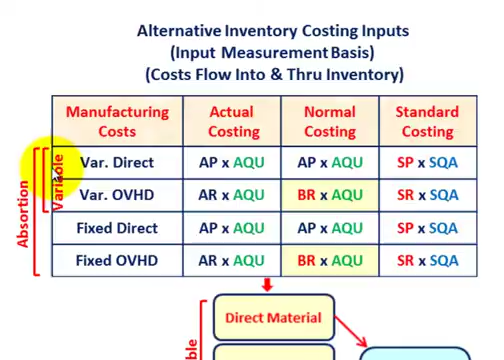 Alternative Inventory Costing Inputs
(Input Measurement Basis)
(Costs Flow Into & Thru Inventory)
Manufacturing Costs Actual Costing Normal Costing Standard Costing
Var. Direct AP x AQU AP x AQU SP x SQA
Var. OVHD AR x AQU BR x AQU SR x SQA
Fixed Direct AP x AQU AP x AQU SP x SQA
Fixed OVHD AR x AQU BR x AQU SR x SQA
Absortion
Variable
Direct Material